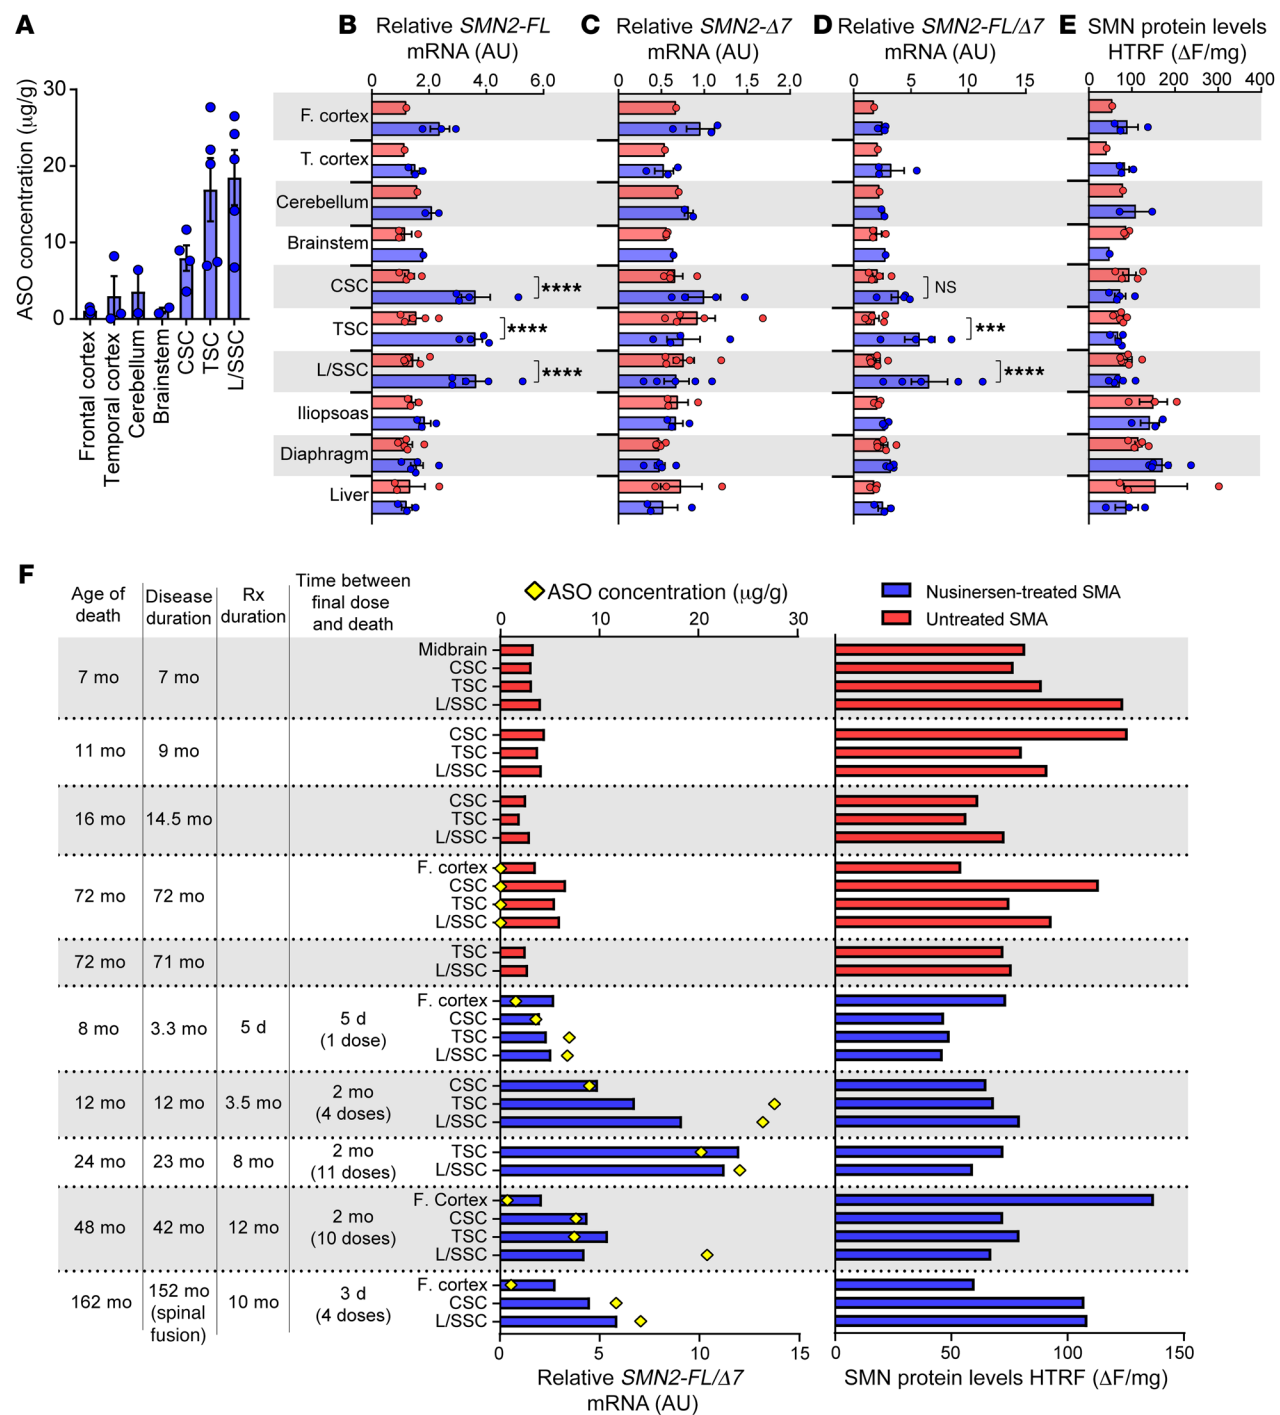 A
ASO concentration (µg/g)
30
20
10
0
Frontal cortex
Temporal cortex
Cerebellum
Brainstem
CSC
TSC
L/SSC
B
Relative SMN2-FL
mRNA (AU)
0 2.0 4.0 6.0
C
Relative SMN2-Δ7
mRNA (AU)
0 0.5 1.0 1.5 2.0
D
Relative SMN2-FL/Δ7
mRNA (AU)
0 5 10 15
E
SMN protein levels
HTRF (ΔF/mg)
0 100 200 300 400
F. cortex
T. cortex
Cerebellum
Brainstem
CSC
**** NS
TSC
**** ***
L/SSC
**** ****
Iliopsoas
Diaphragm
Liver
F
Age of
death
Disease
duration
Rx
duration
Time between
final dose
and death
ASO concentration (µg/g)
0 10 20 30
Nusinersen-treated SMA
Untreated SMA
7 mo 7 mo
Midbrain
CSC
TSC
L/SSC
11 mo 9 mo
CSC
TSC
L/SSC
16 mo 14.5 mo
CSC
TSC
L/SSC
72 mo 72 mo
F. cortex
CSC
TSC
L/SSC
72 mo 71 mo
TSC
L/SSC
8 mo 3.3 mo 5 d
5 d
(1 dose)
F. cortex
CSC
TSC
L/SSC
12 mo 12 mo 3.5 mo
2 mo
(4 doses)
CSC
TSC
L/SSC
24 mo 23 mo 8 mo
2 mo
(11 doses)
TSC
L/SSC
48 mo 42 mo 12 mo
2 mo
(10 doses)
F. Cortex
CSC
TSC
L/SSC
162 mo
152 mo
(spinal
fusion)
10 mo
3 d
(4 doses)
F. cortex
CSC
L/SSC
0 5 10 15
Relative SMN2-FL/Δ7
mRNA (AU)
0 50 100 150
SMN protein levels HTRF (ΔF/mg)